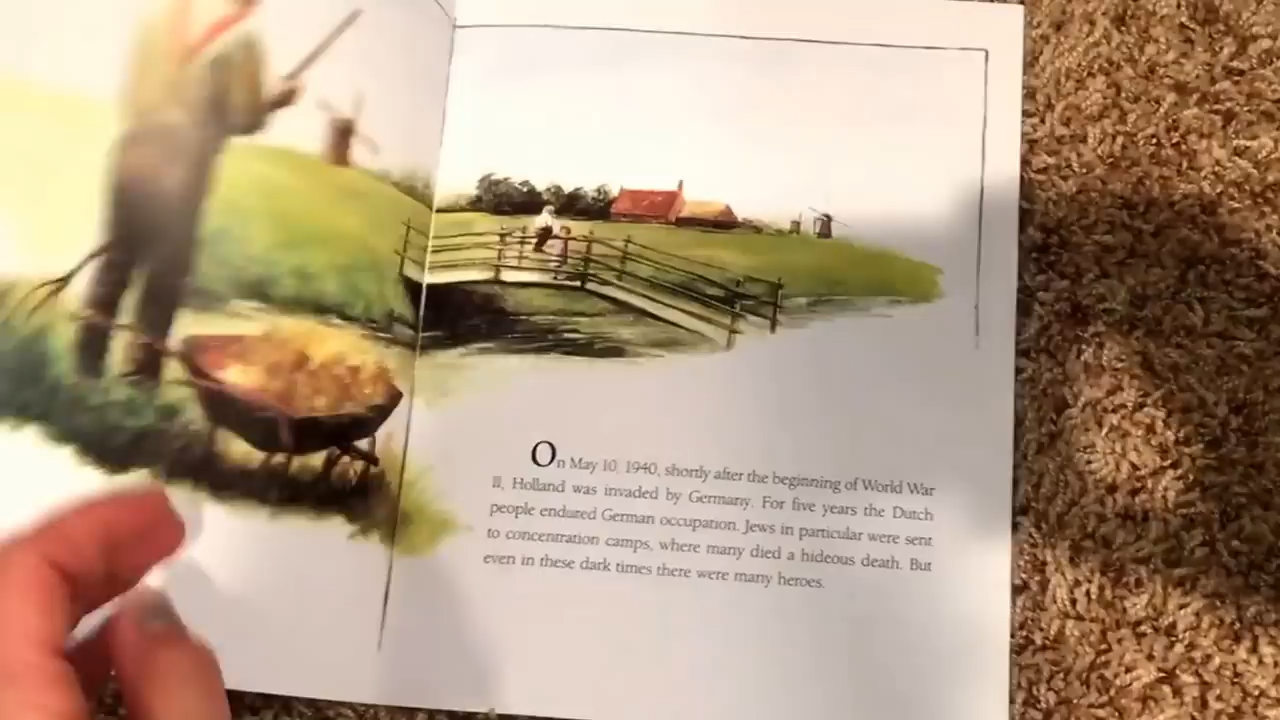 On May 10, 1940, shortly after the beginning of World War
II, Holland was invaded by Germany. For five years the Dutch
people endured German occupation. Jews in particular were sent
to concentration camps, where many died a hideous death. But
even in these dark times there were many heroes.